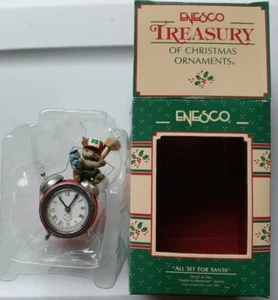 ENESCO
TREASURY
OF CHRISTMAS
ORNAMENTS
ENESCO
"ALL SET FOR SANTA"